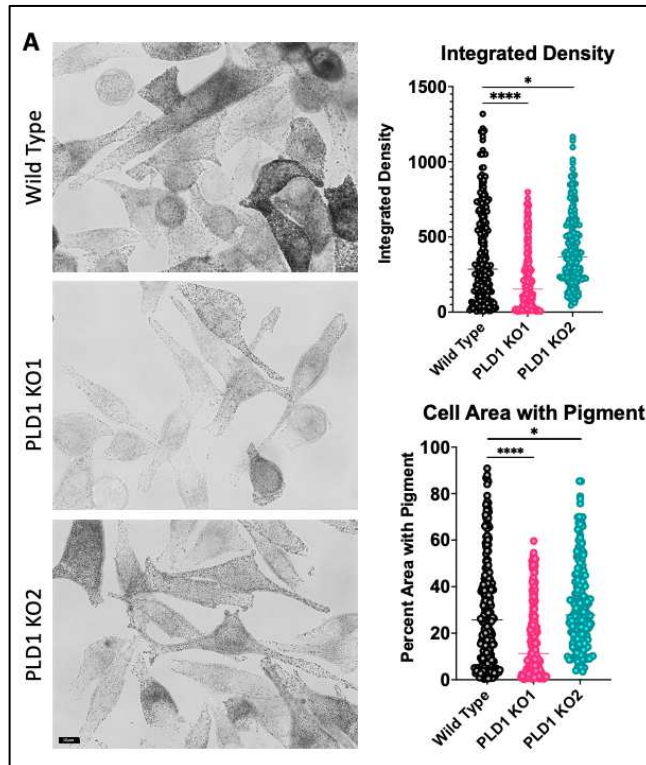 A
Wild Type
PLD1 KO1
PLD1 KO2
Integrated Density
*
****
1500
1000
500
0
Integrated Density
Wild Type
PLD1 KO1
PLD1 KO2
Cell Area with Pigment
*
****
100
80
60
40
20
0
Percent Area with Pigment
Wild Type
PLD1 KO1
PLD1 KO2